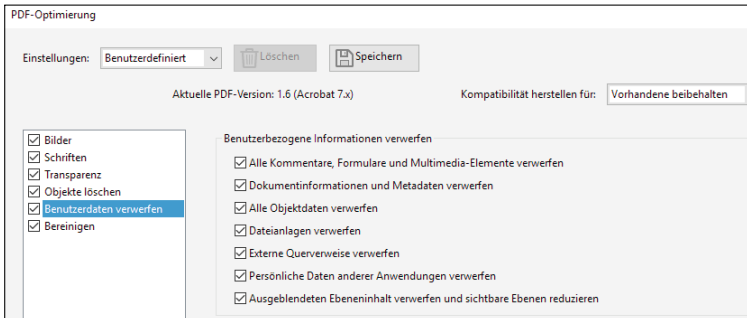 PDF-Optimierung
Einstellungen: Benutzerdefiniert Löschen Speichern
Aktuelle PDF-Version: 1.6 (Acrobat 7.x) Kompatibilität herstellen für: Vorhandene beibehalten
Bilder
Schriften
Transparenz
Objekte löschen
Benutzerdaten verwerfen
Bereinigen
Benutzerbezogene Informationen verwerfen
Alle Kommentare, Formulare und Multimedia-Elemente verwerfen
Dokumentinformationen und Metadaten verwerfen
Alle Objektdaten verwerfen
Dateianlagen verwerfen
Externe Querverweise verwerfen
Persönliche Daten anderer Anwendungen verwerfen
Ausgeblendeten Ebeneninhalt verwerfen und sichtbare Ebenen reduzieren